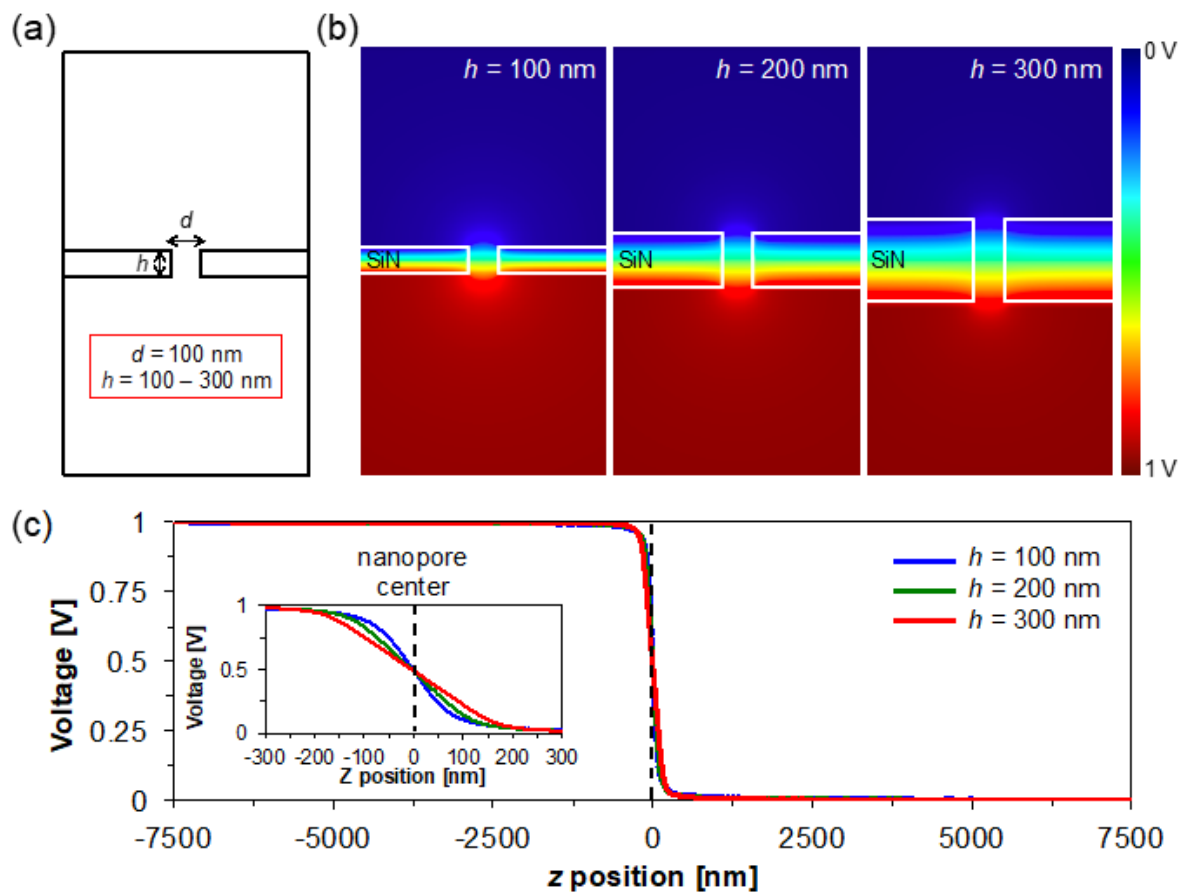 (a)
d
h
d = 100 nm
h = 100 – 300 nm
(b)
h = 100 nm
h = 200 nm
h = 300 nm
SiN
SiN
SiN
0 V
1 V
(c)
Voltage [V]
1
0.75
0.5
0.25
0
-7500
-5000
-2500
0
2500
5000
7500
z position [nm]
h = 100 nm
h = 200 nm
h = 300 nm
nanopore
center
Voltage [V]
1
0.5
0
-300
-200
-100
0
100
200
300
Z position [nm]